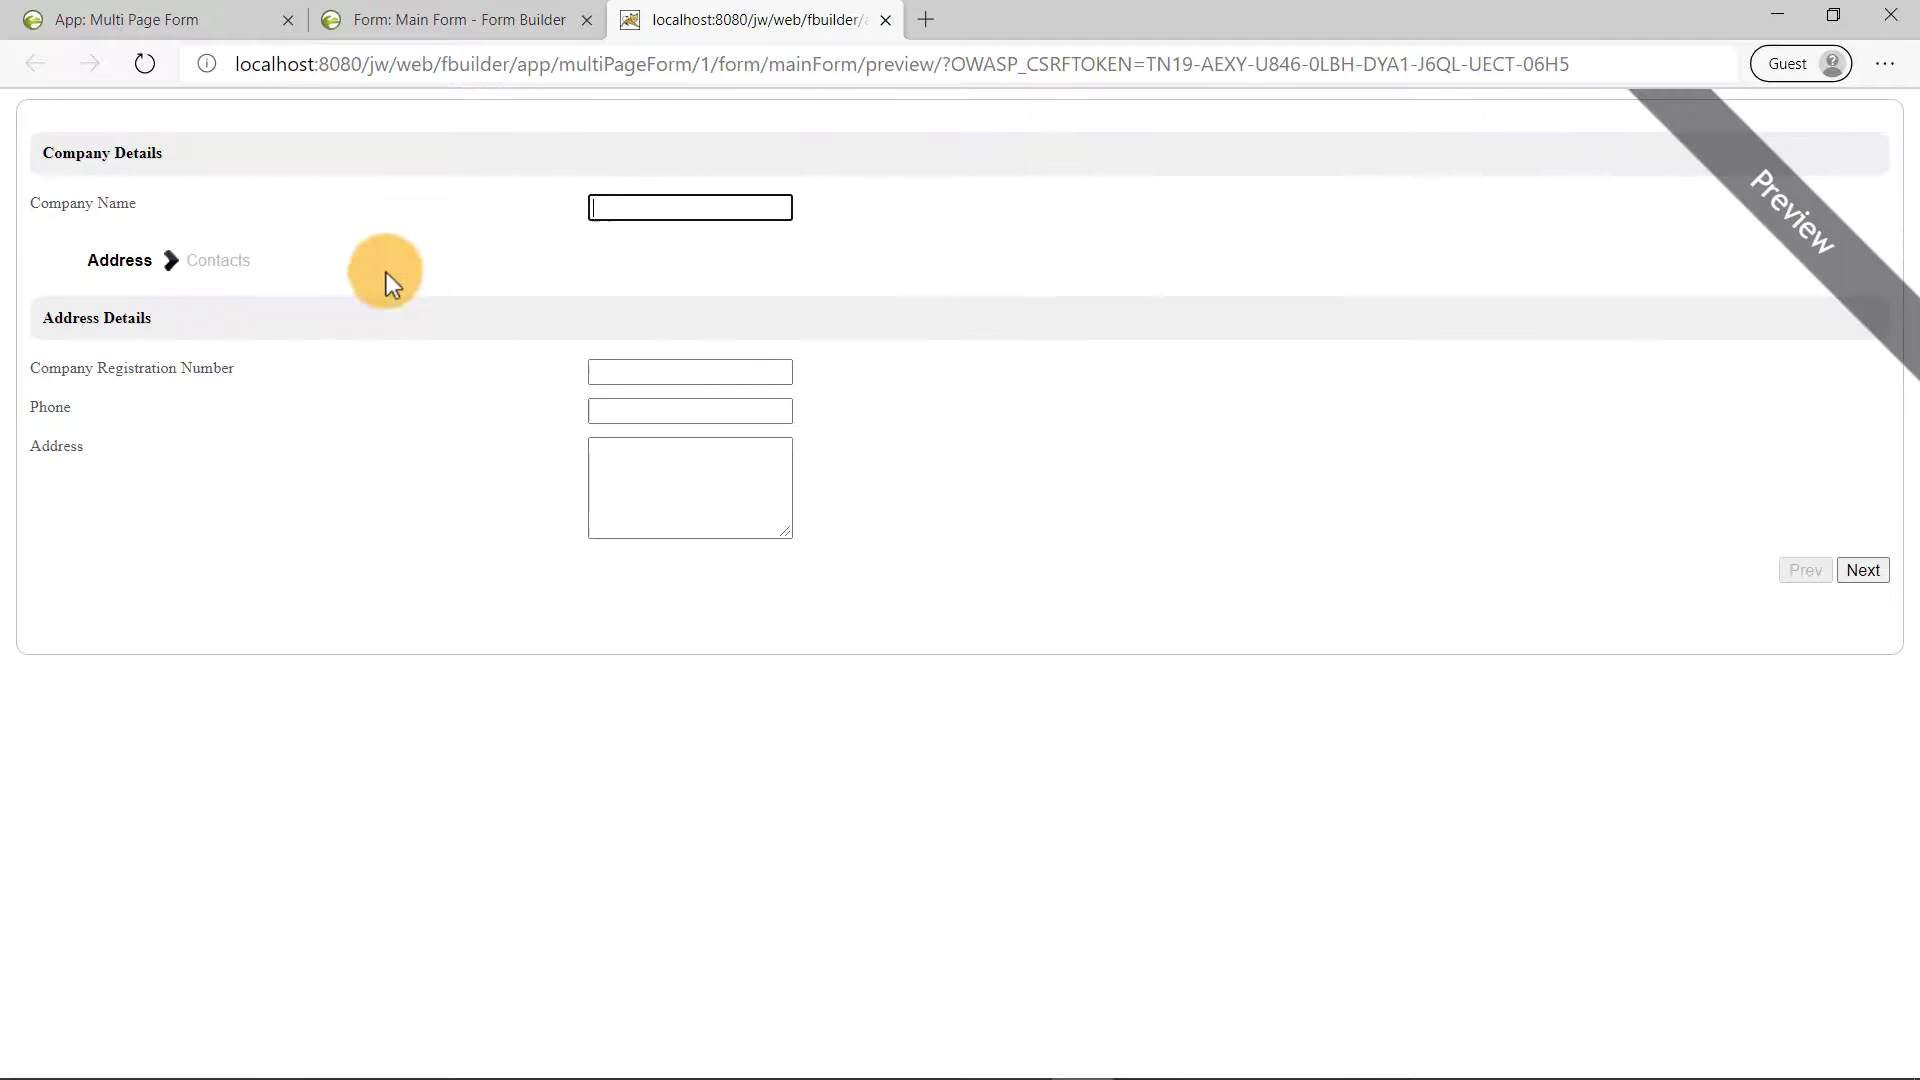 App: Multi Page Form
Form: Main Form - Form Builder
localhost:8080/jw/web/fbuilder/
localhost:8080/jw/web/fbuilder/app/multiPageForm/1/form/mainForm/preview/?OWASP_CSRFTOKEN=TN19-AEXY-U846-0LBH-DYA1-J6QL-UECT-06H5
Guest
Preview
Company Details
Company Name
Address Contacts
Address Details
Company Registration Number
Phone
Address
Prev Next